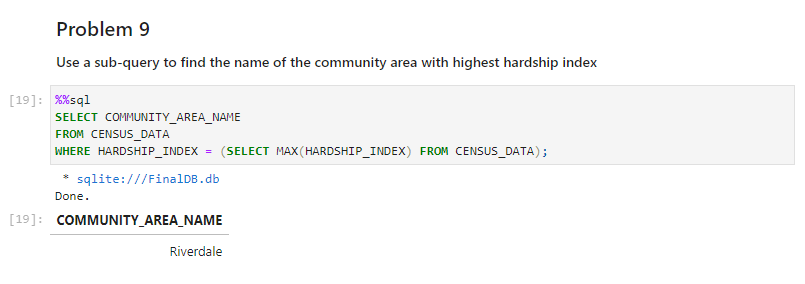 Problem 9
Use a sub-query to find the name of the community area with highest hardship index
[19]: %%sql
SELECT COMMUNITY_AREA_NAME
FROM CENSUS_DATA
WHERE HARDSHIP_INDEX = (SELECT MAX(HARDSHIP_INDEX) FROM CENSUS_DATA);
* sqlite:///FinalDB.db
Done.
[19]: COMMUNITY_AREA_NAME
Riverdale